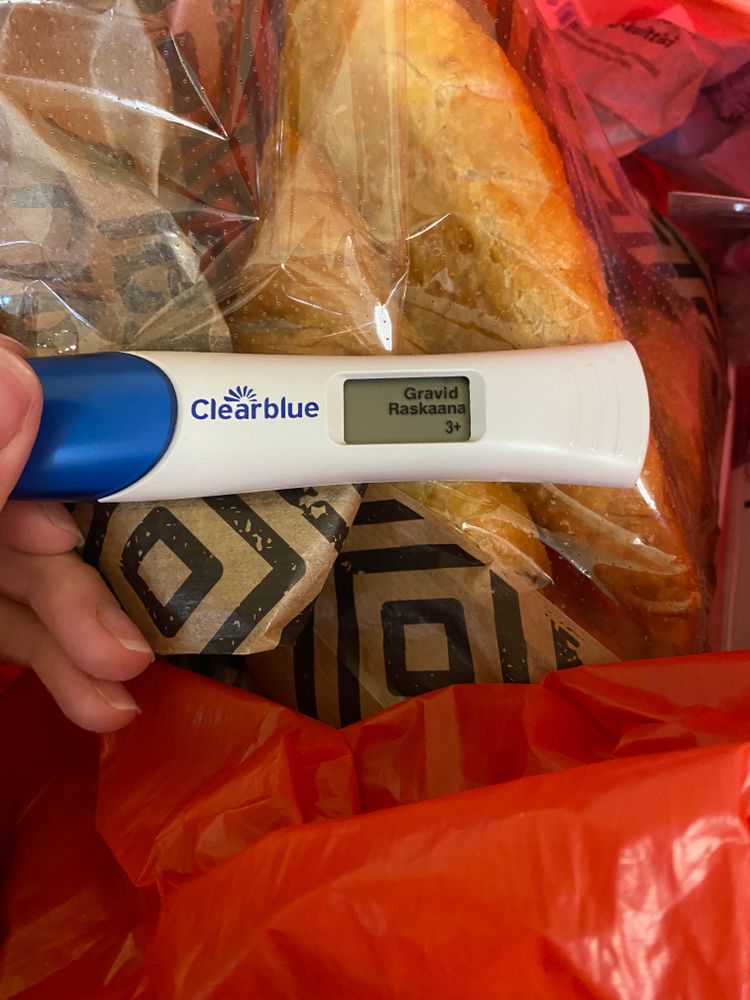 Clearblue
Gravid
Raskaana
3+